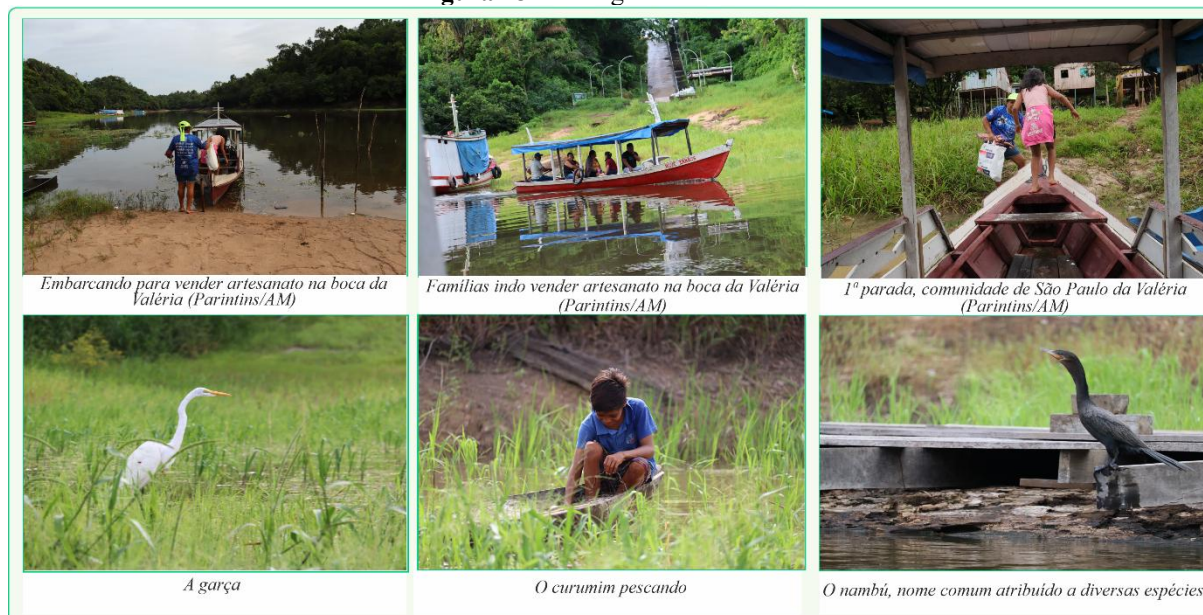 Embarcando para vender artesanato na boca da
Valéria (Parintins/AM)
Famílias indo vender artesanato na boca da Valéria
(Parintins/AM)
1ª parada, comunidade de São Paulo da Valéria
(Parintins/AM)
A garça
O curumim pescando
O nambú, nome comum atribuído a diversas espécies